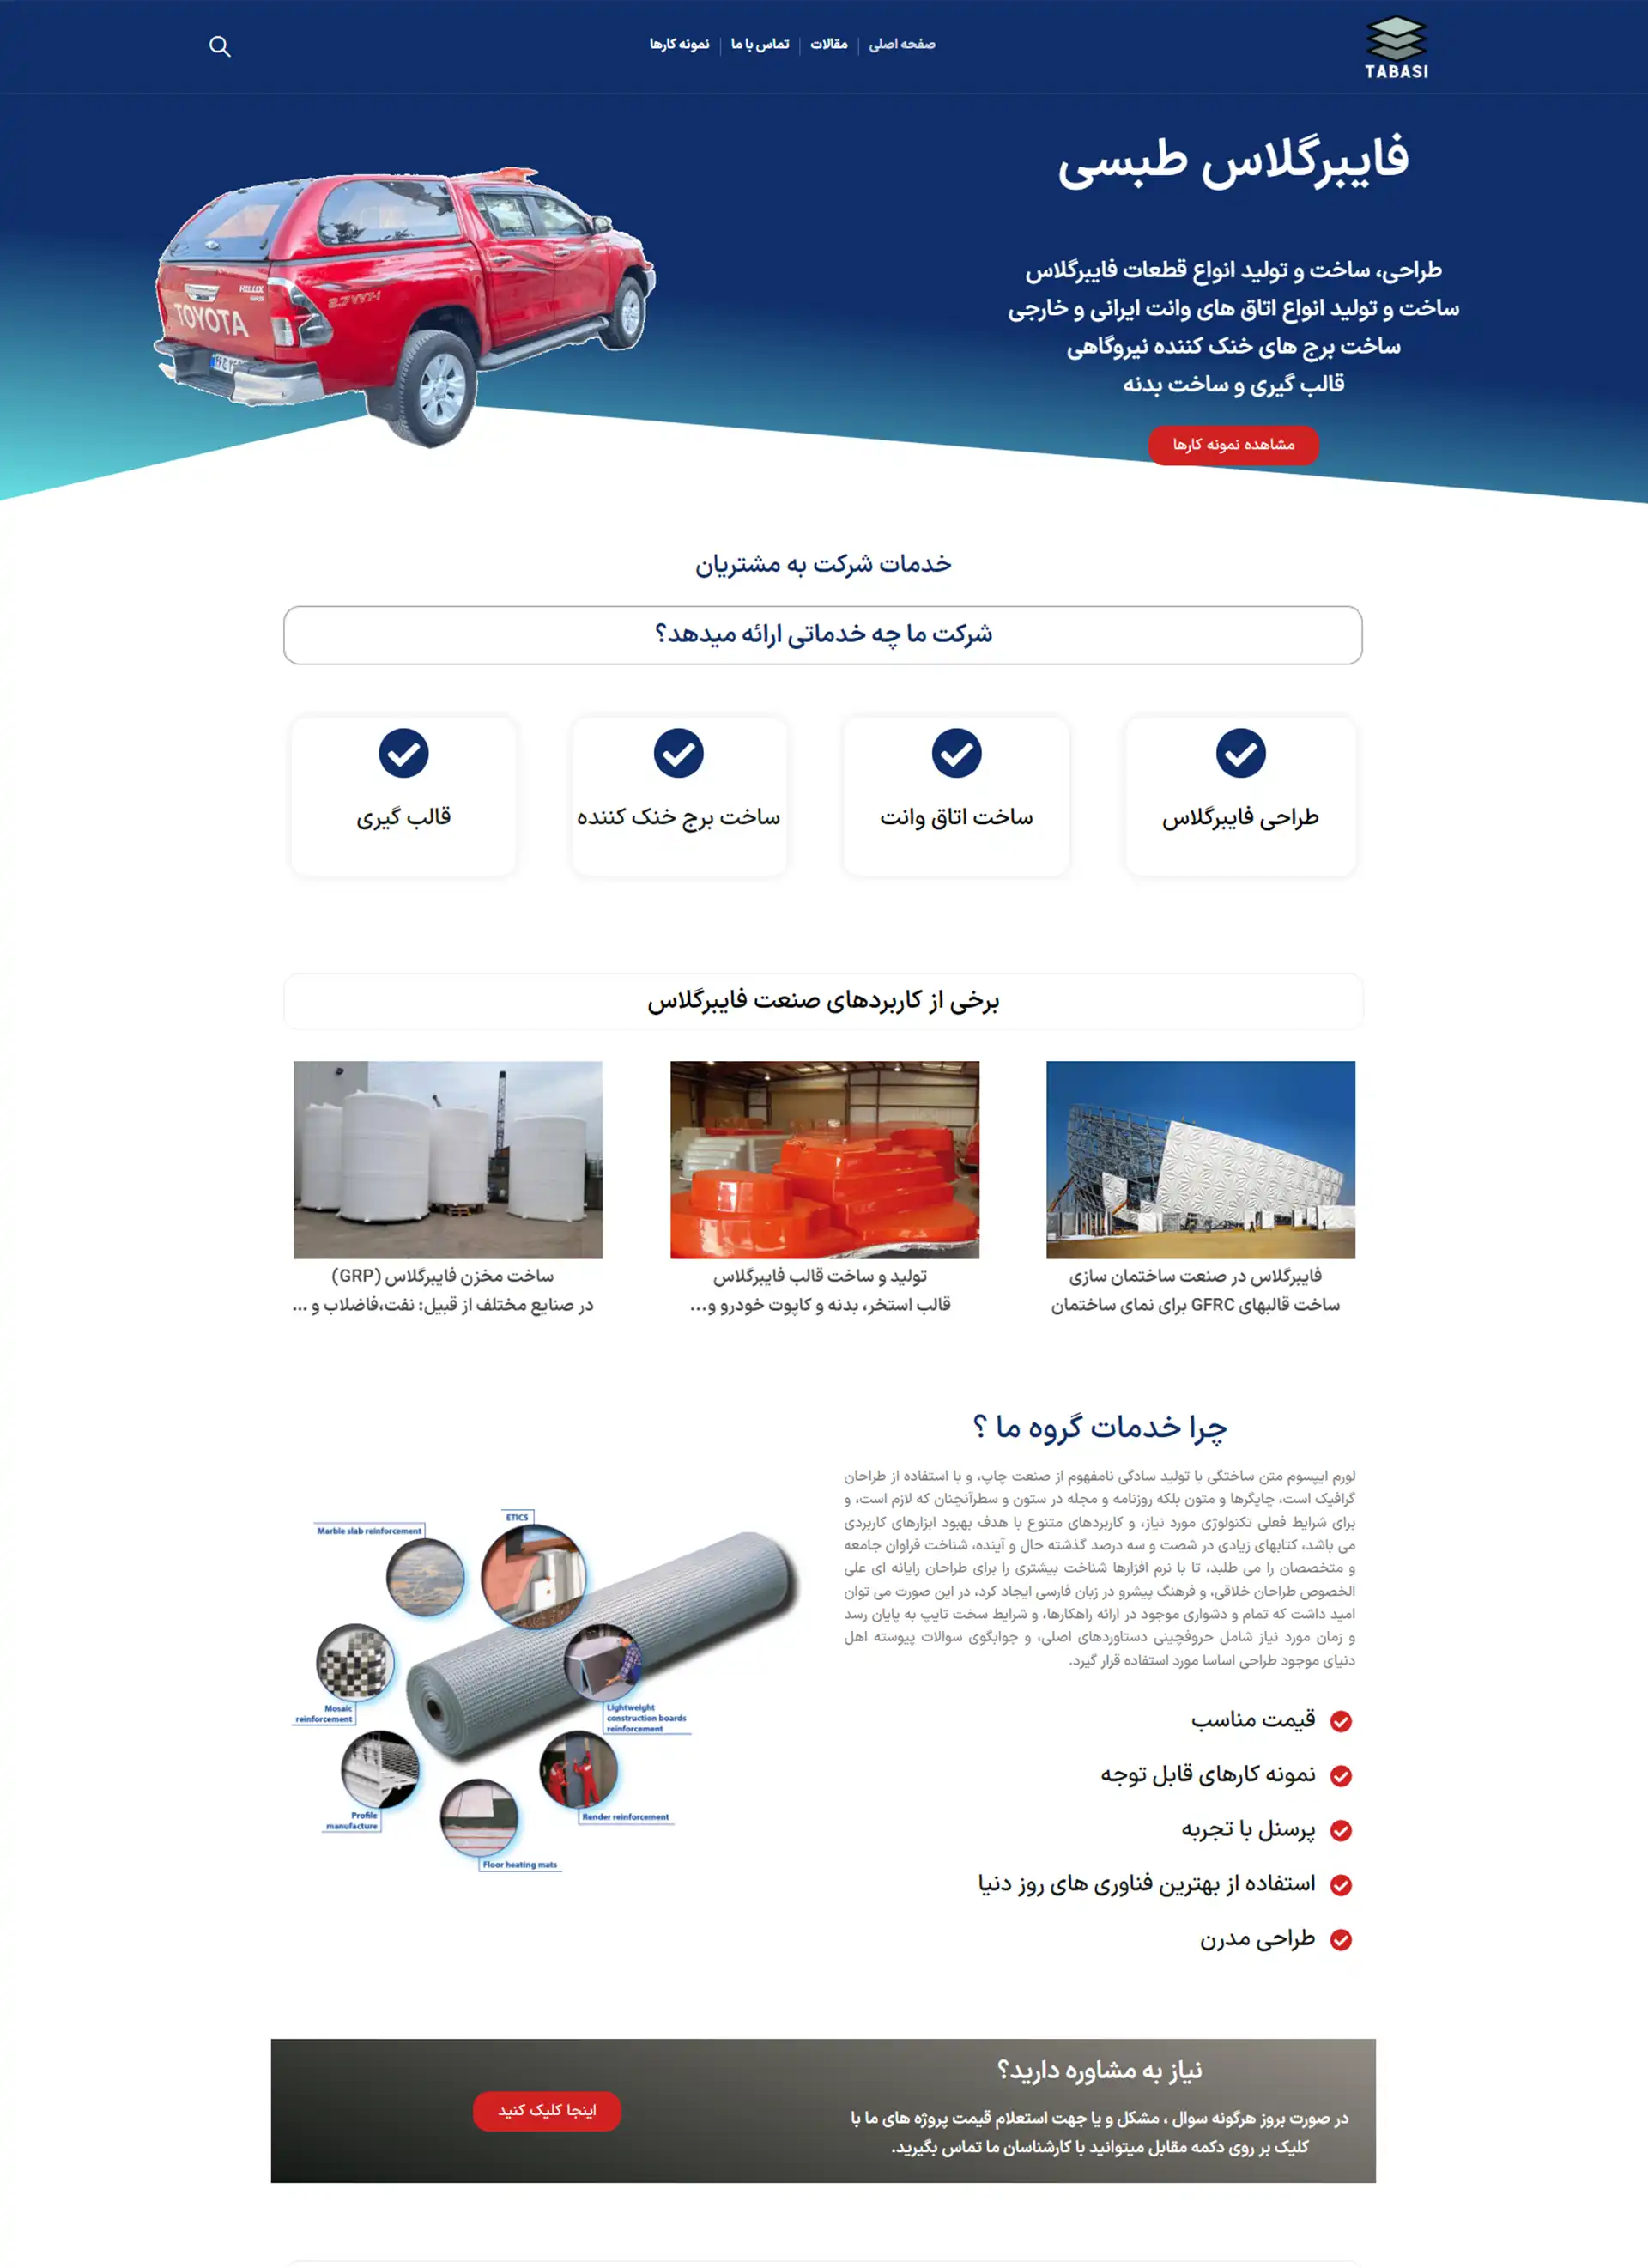 TABASI
صفحه اصلی
مقالات
تماس با ما
نمونه کارها
فایبرگلاس طبسی
طراحی، ساخت و تولید انواع قطعات فایبرگلاس
ساخت و تولید انواع اتاق های وانت ایرانی و خارجی
ساخت برج های خنک کننده نیروگاهی
قالب گیری و ساخت بدنه
مشاهده نمونه کارها
HILUX
TOYOTA
خدمات شرکت به مشتریان
شرکت ما چه خدماتی ارائه میدهد؟
طراحی فایبرگلاس
ساخت اتاق وانت
ساخت برج خنک کننده
قالب گیری
برخی از کاربردهای صنعت فایبرگلاس
فایبرگلاس در صنعت ساختمان سازی
ساخت قالبهای GFRC برای نمای ساختمان
تولید و ساخت قالب فایبرگلاس
قالب استخر، بدنه و کاپوت خودرو و...
ساخت مخزن فایبرگلاس (GRP)
در صنایع مختلف از قبیل: نفت،فاضلاب و ...
چرا خدمات گروه ما ؟
لورم ایپسوم متن ساختگی با تولید سادگی نامفهوم از صنعت چاپ، و با استفاده از طراحان
گرافیک است، چاپگرها و متون بلکه روزنامه و مجله در ستون و سطرآنچنان که لازم است، و
برای شرایط فعلی تکنولوژی مورد نیاز، و کاربردهای متنوع با هدف بهبود ابزارهای کاربردی
می باشد، کتابهای زیادی در شصت و سه درصد گذشته حال و آینده، شناخت فراوان جامعه
و متخصصان را می طلبد، تا با نرم افزارها شناخت بیشتری را برای طراحان رایانه ای علی
الخصوص طراحان خلاقی، و فرهنگ پیشرو در زبان فارسی ایجاد کرد، در این صورت می توان
امید داشت که تمام و دشواری موجود در ارائه راهکارها، و شرایط سخت تایپ به پایان رسد
و زمان مورد نیاز شامل حروفچینی دستاوردهای اصلی، و جوابگوی سوالات پیوسته اهل
دنیای موجود طراحی اساسا مورد استفاده قرار گیرد.
ETICS
Marble slab reinforcement
Mosaic
reinforcement
Lightweight
construction boards
reinforcement
Profile
manufacture
Render reinforcement
Floor heating mats
قیمت مناسب
نمونه کارهای قابل توجه
پرسنل با تجربه
استفاده از بهترین فناوری های روز دنیا
طراحی مدرن
نیاز به مشاوره دارید؟
در صورت بروز هرگونه سوال ، مشکل و یا جهت استعلام قیمت پروژه های ما با
کلیک بر روی دکمه مقابل میتوانید با کارشناسان ما تماس بگیرید.
اینجا کلیک کنید